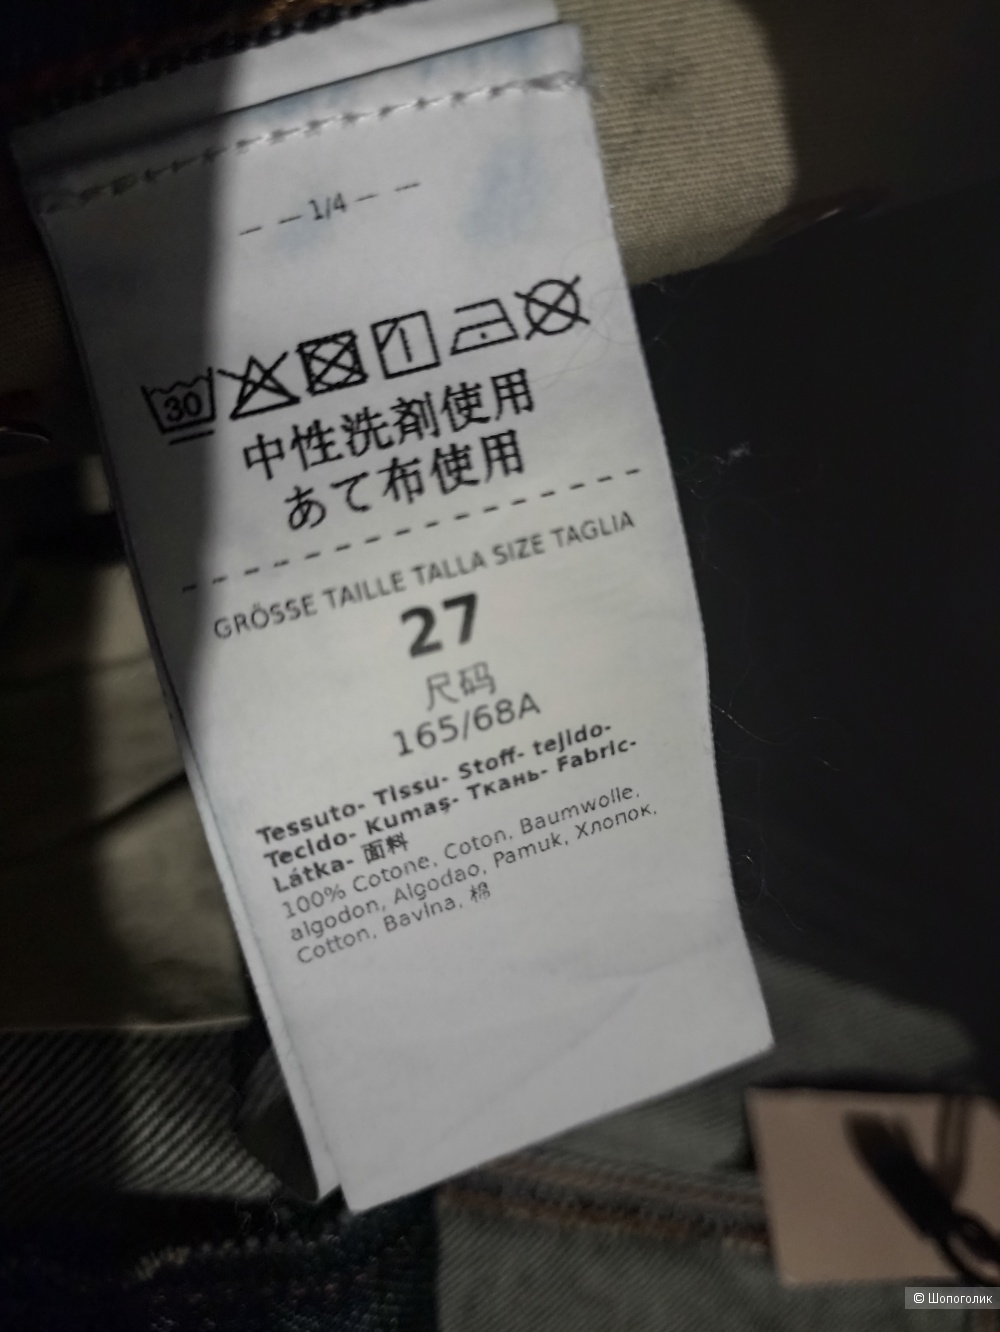 – – 1/4 – –
30
中性洗剤使用
あて布使用
GRÖSSE TAILLE TALLA SIZE TAGLIA
27
尺码
165/68A
Tessuto- Tissu- Stoff- tejido-
Tecido- Kumaş- Ткань- Fabric-
Látka- 面料
100% Cotone, Coton, Baumwolle,
algodon, Algodao, Pamuk, Хлопок,
Cotton, Bavlna, 棉
© Шопоголик